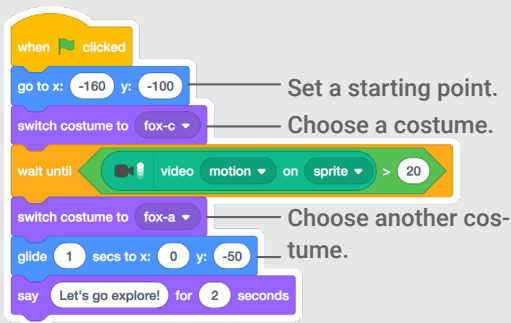 when clicked
go to x: -160 y: -100
Set a starting point.
switch costume to fox-c
Choose a costume.
wait until video motion on sprite > 20
switch costume to fox-a
Choose another cos-
tume.
glide 1 secs to x: 0 y: -50
say Let's go explore! for 2 seconds